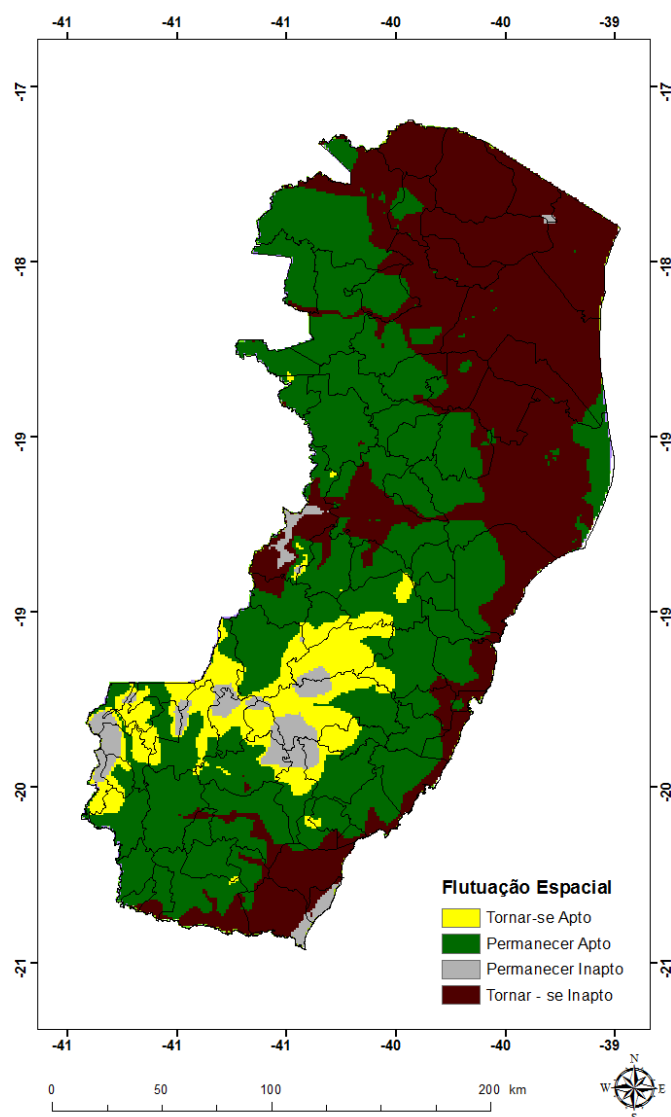 -41 -41 -41 -40 -40 -39
-17 -17
-18 -18
-19 -19
-19 -19
-20 -20
-21 -21
Flutuação Espacial
Tornar-se Apto
Permanecer Apto
Permanecer Inapto
Tornar - se Inapto
-41 -41 -41 -40 -40 -39
0 50 100 200 km
N
W E
S